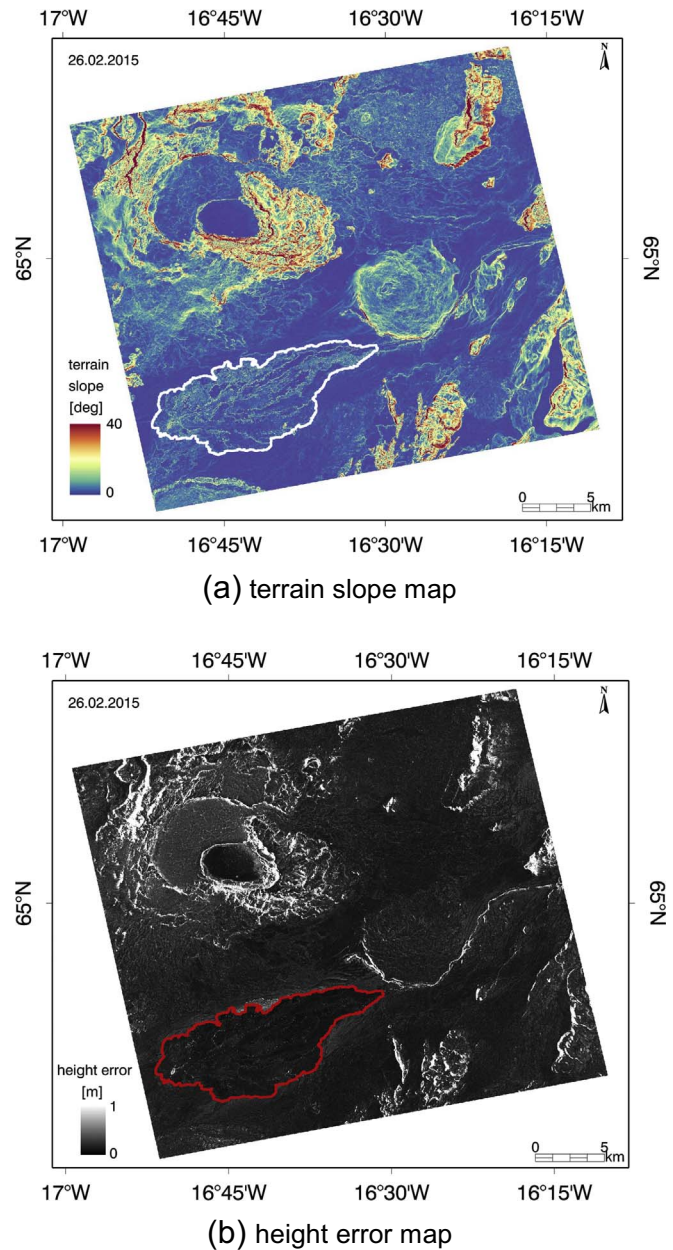 17°W 16°45'W 16°30'W 16°15'W
26.02.2015
N
65°N
65°N
terrain
slope
[deg]
40
0
0 5
km
17°W 16°45'W 16°30'W 16°15'W
(a) terrain slope map
17°W 16°45'W 16°30'W 16°15'W
26.02.2015
N
65°N
65°N
height error
[m]
1
0
0 5
km
17°W 16°45'W 16°30'W 16°15'W
(b) height error map